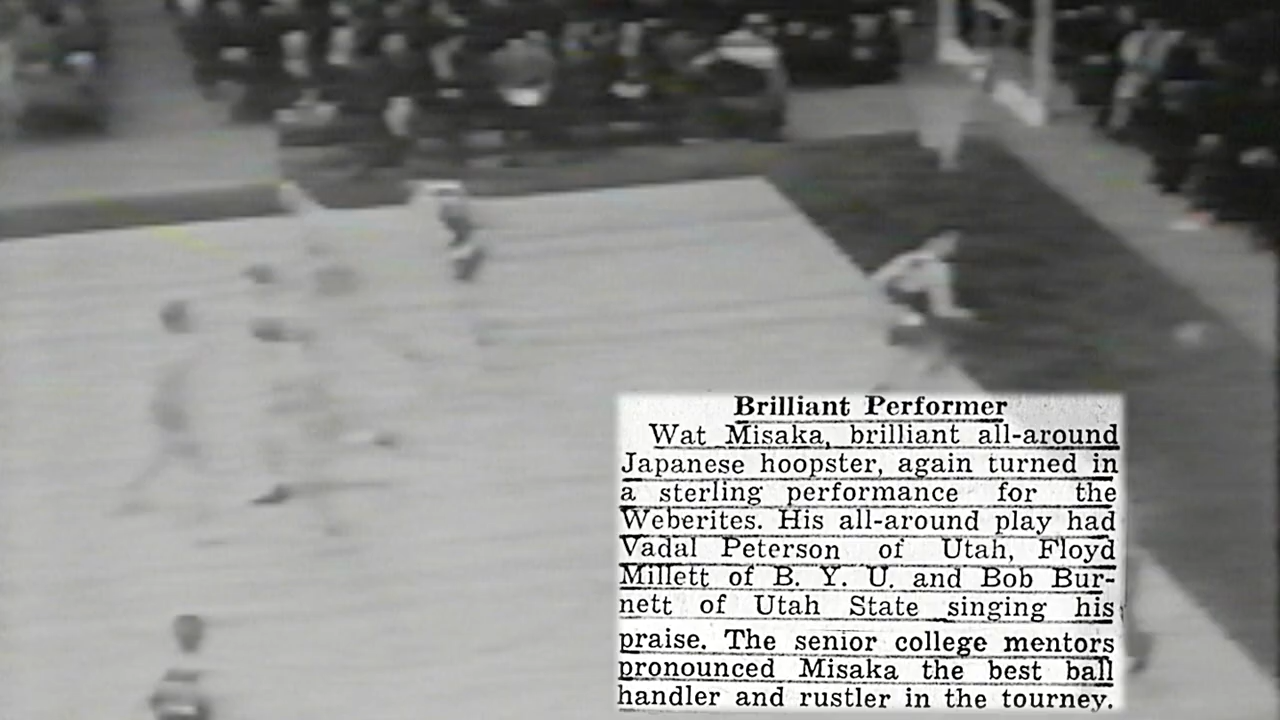 Brilliant Performer
Wat Misaka, brilliant all-around
Japanese hoopster, again turned in
a sterling performance for the
Weberites. His all-around play had
Vadal Peterson of Utah, Floyd
Millett of B. Y. U. and Bob Bur-
nett of Utah State singing his
praise. The senior college mentors
pronounced Misaka the best ball
handler and rustler in the tourney.